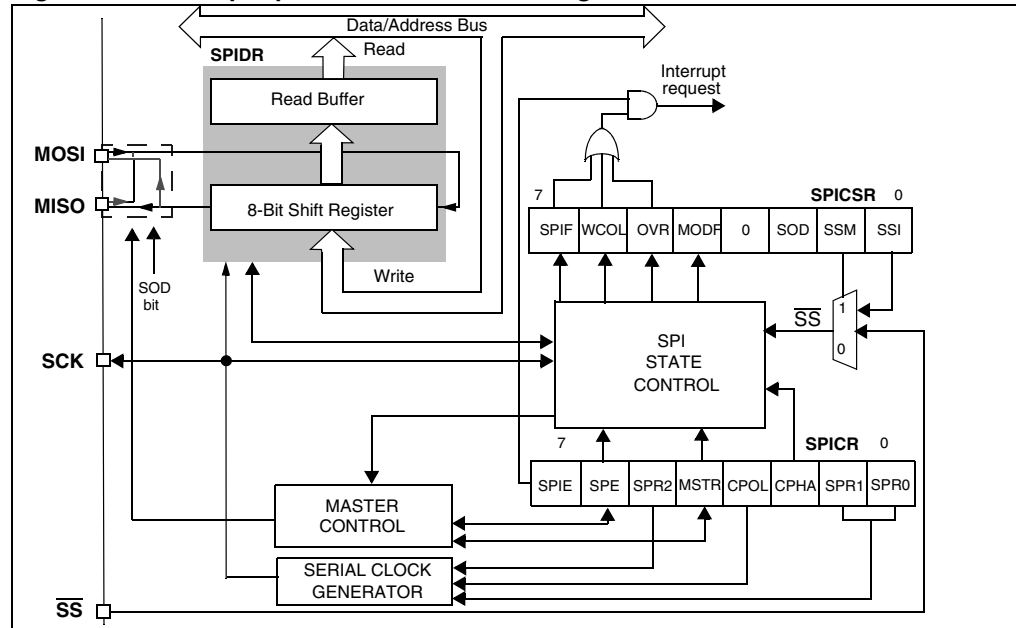 Data/Address Bus
SPIDR
Read
Read Buffer
Interrupt
request
MOSI
MISO
8-Bit Shift Register
7
SPICSR
0
SPIF
WCOL
OVR
MODF
0
SOD
SSM
SSI
Write
SOD
bit
SS
1
0
SCK
SPI
STATE
CONTROL
7
SPICR
0
SPIE
SPE
SPR2
MSTR
CPOL
CPHA
SPR1
SPR0
MASTER
CONTROL
SERIAL CLOCK
GENERATOR
SS